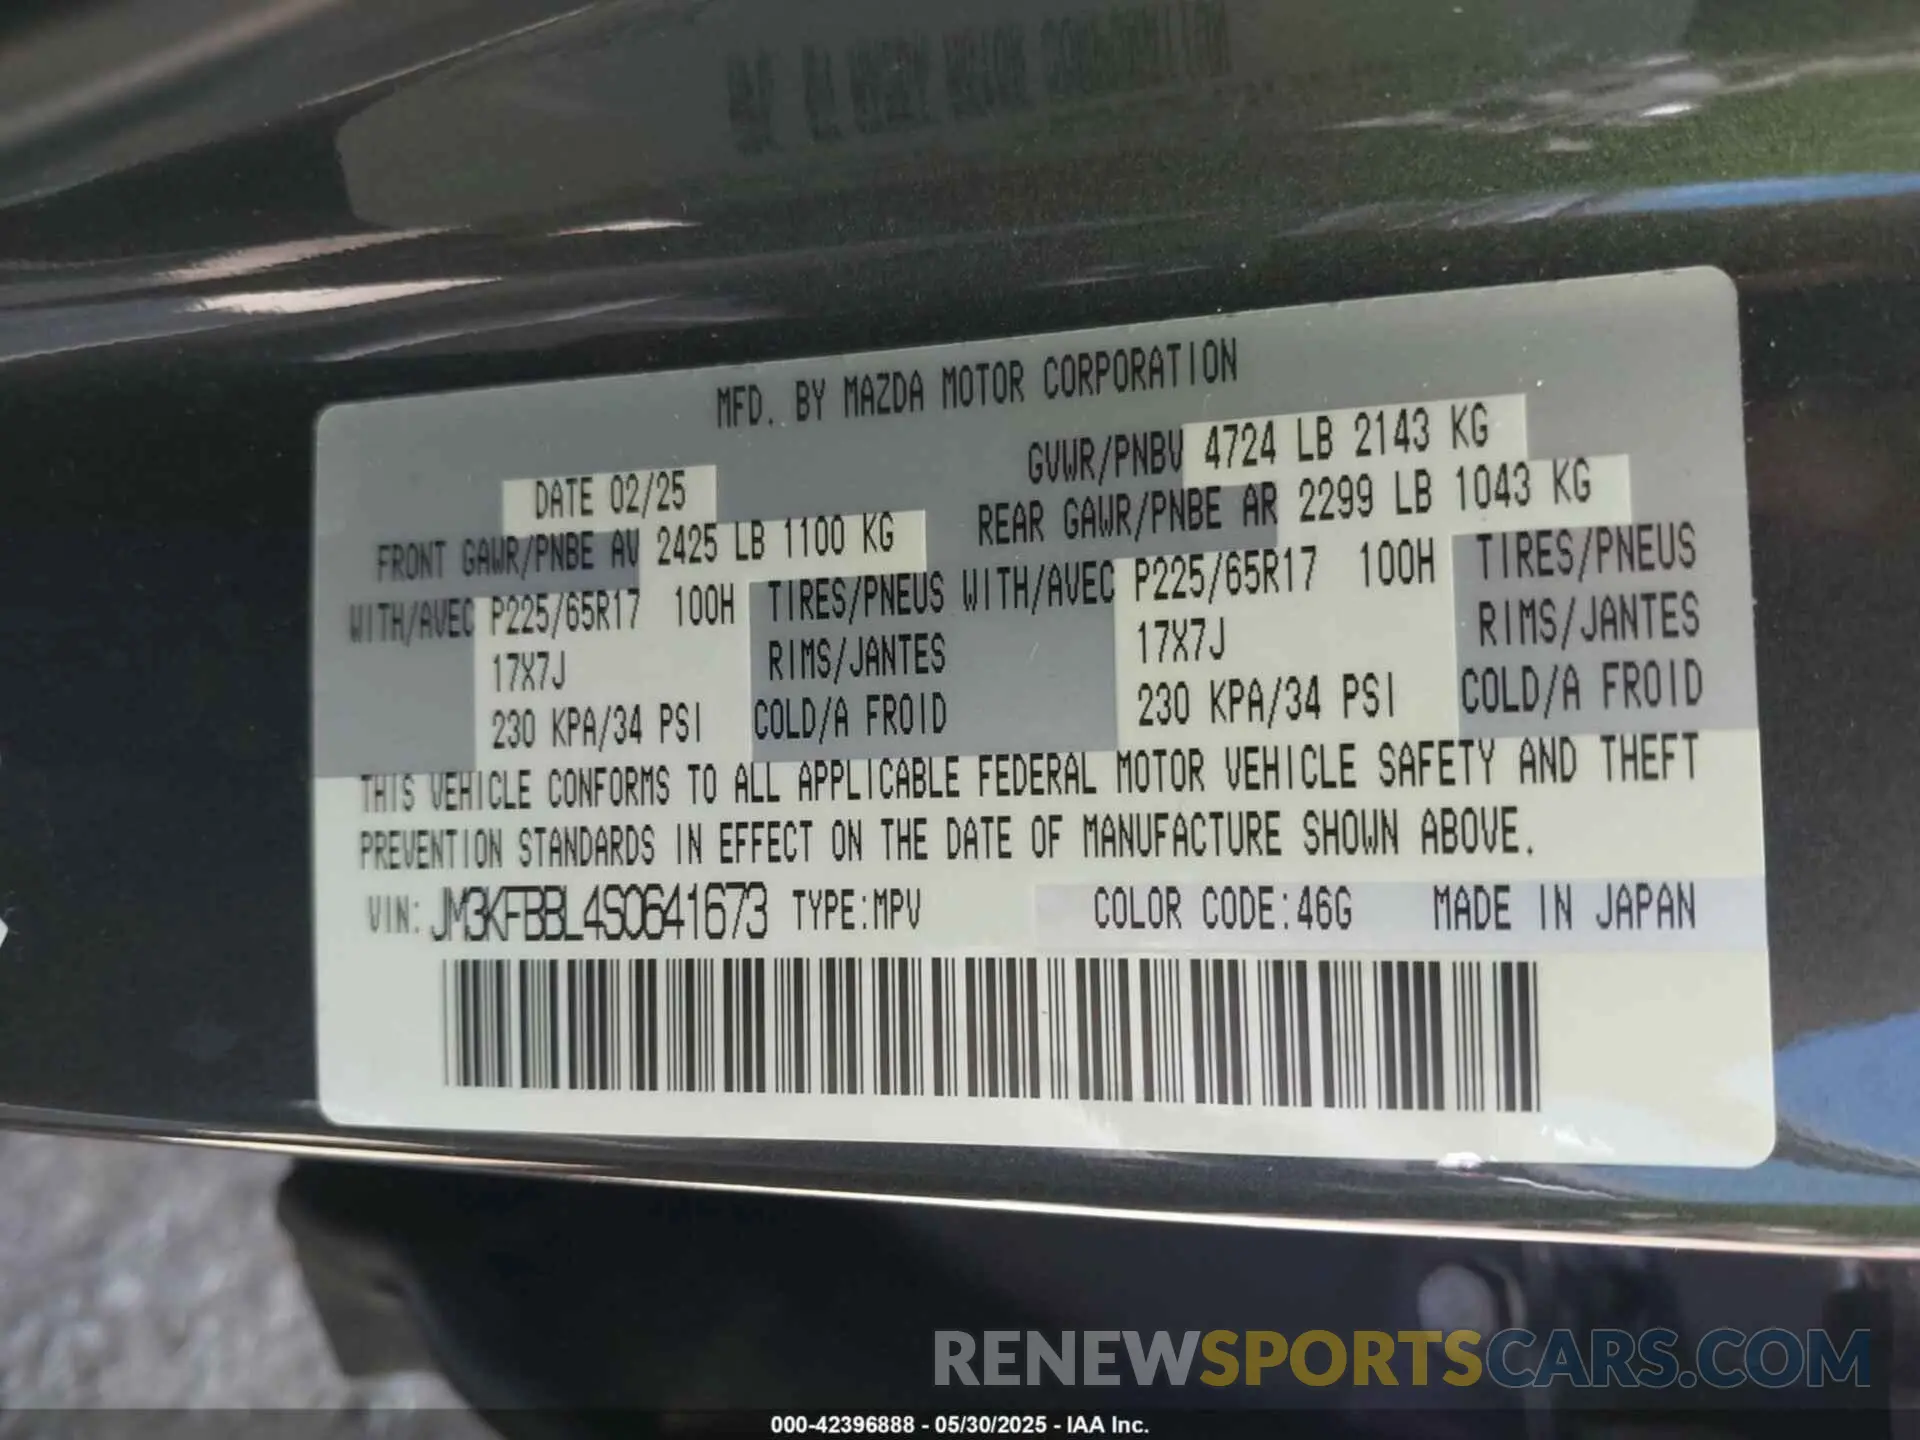 MFD. BY MAZDA MOTOR CORPORATION
DATE 02/25 GVWR/PNBV 4724 LB 2143 KG
FRONT GAWR/PNBE AV 2425 LB 1100 KG REAR GAWR/PNBE AR 2299 LB 1043 KG
WITH/AVEC P225/65R17 100H TIRES/PNEUS WITH/AVEC P225/65R17 100H TIRES/PNEUS
17X7J RIMS/JANTES 17X7J RIMS/JANTES
230 KPA/34 PSI COLD/A FROID 230 KPA/34 PSI COLD/A FROID
THIS VEHICLE CONFORMS TO ALL APPLICABLE FEDERAL MOTOR VEHICLE SAFETY AND THEFT
PREVENTION STANDARDS IN EFFECT ON THE DATE OF MANUFACTURE SHOWN ABOVE.
VIN: JM3KFBBL4S0641673 TYPE:MPV COLOR CODE:46G MADE IN JAPAN
RENEWSPORTSCARS.COM
000-42396888 - 05/30/2025 - IAA Inc.